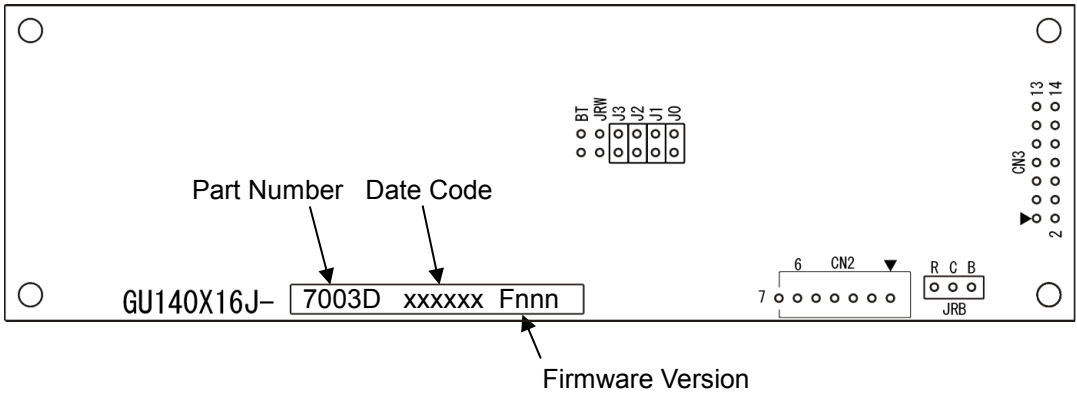 BT JRW J3 J2 J1 J0
13 14
CN3
2
Part Number Date Code
6 CN2
R C B
7
JRB
GU140X16J- 7003D xxxxxx Fnnn
Firmware Version